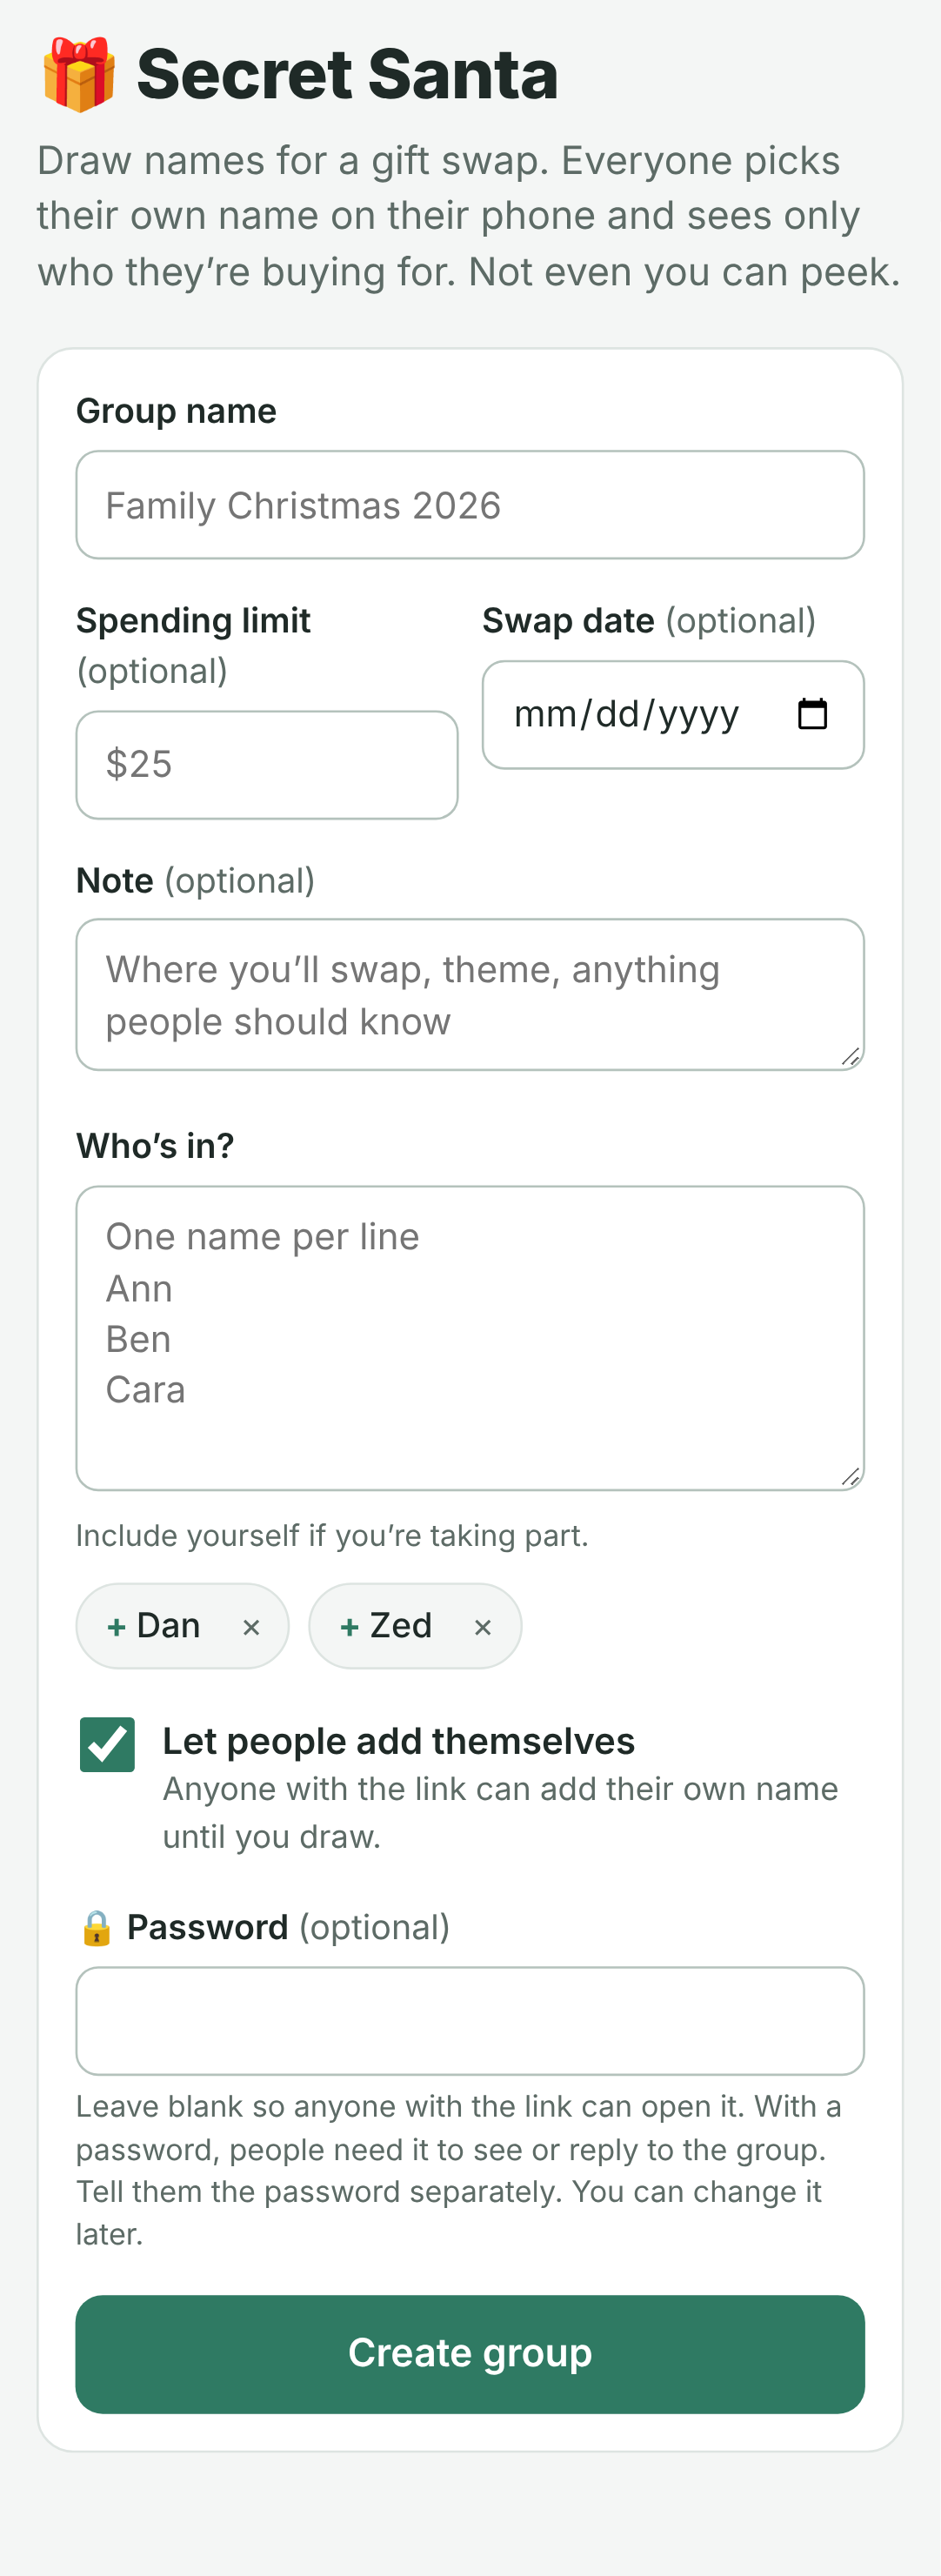 🎁 Secret Santa
Draw names for a gift swap. Everyone picks
their own name on their phone and sees only
who they’re buying for. Not even you can peek.
Group name
Family Christmas 2026
Spending limit
(optional)
$25
Swap date (optional)
mm/dd/yyyy
Note (optional)
Where you’ll swap, theme, anything
people should know
Who’s in?
One name per line
Ann
Ben
Cara
Include yourself if you’re taking part.
+ Dan ×
+ Zed ×
Let people add themselves
Anyone with the link can add their own name
until you draw.
🔒 Password (optional)
Leave blank so anyone with the link can open it. With a
password, people need it to see or reply to the group.
Tell them the password separately. You can change it
later.
Create group